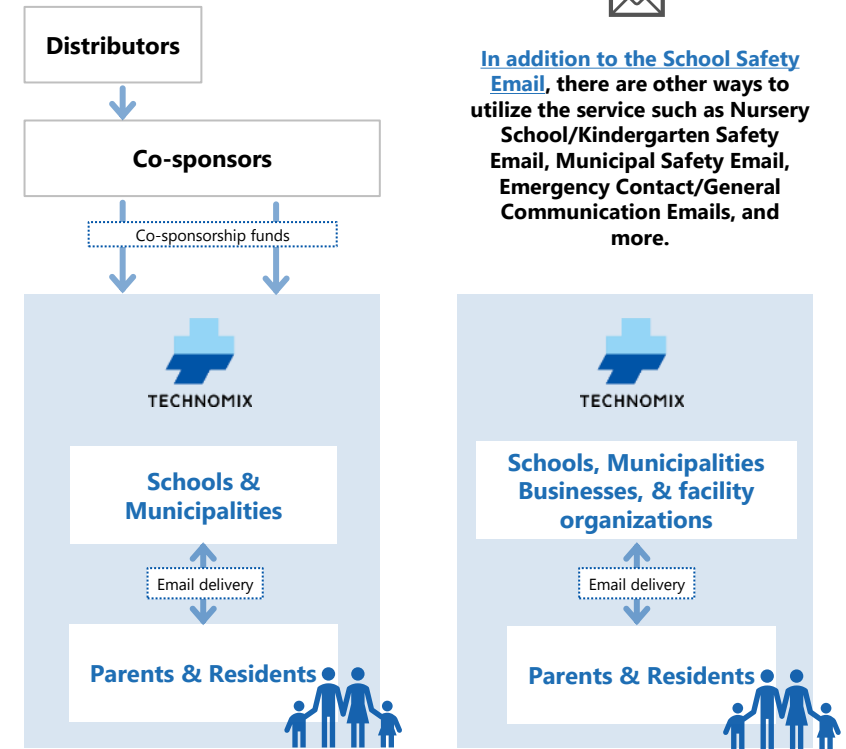 Distributors
Co-sponsors
Co-sponsorship funds
TECHNOMIX
Schools &
Municipalities
Email delivery
Parents & Residents
In addition to the School Safety
Email, there are other ways to
utilize the service such as Nursery
School/Kindergarten Safety
Email, Municipal Safety Email,
Emergency Contact/General
Communication Emails, and
more.
TECHNOMIX
Schools, Municipalities
Businesses, & facility
organizations
Email delivery
Parents & Residents